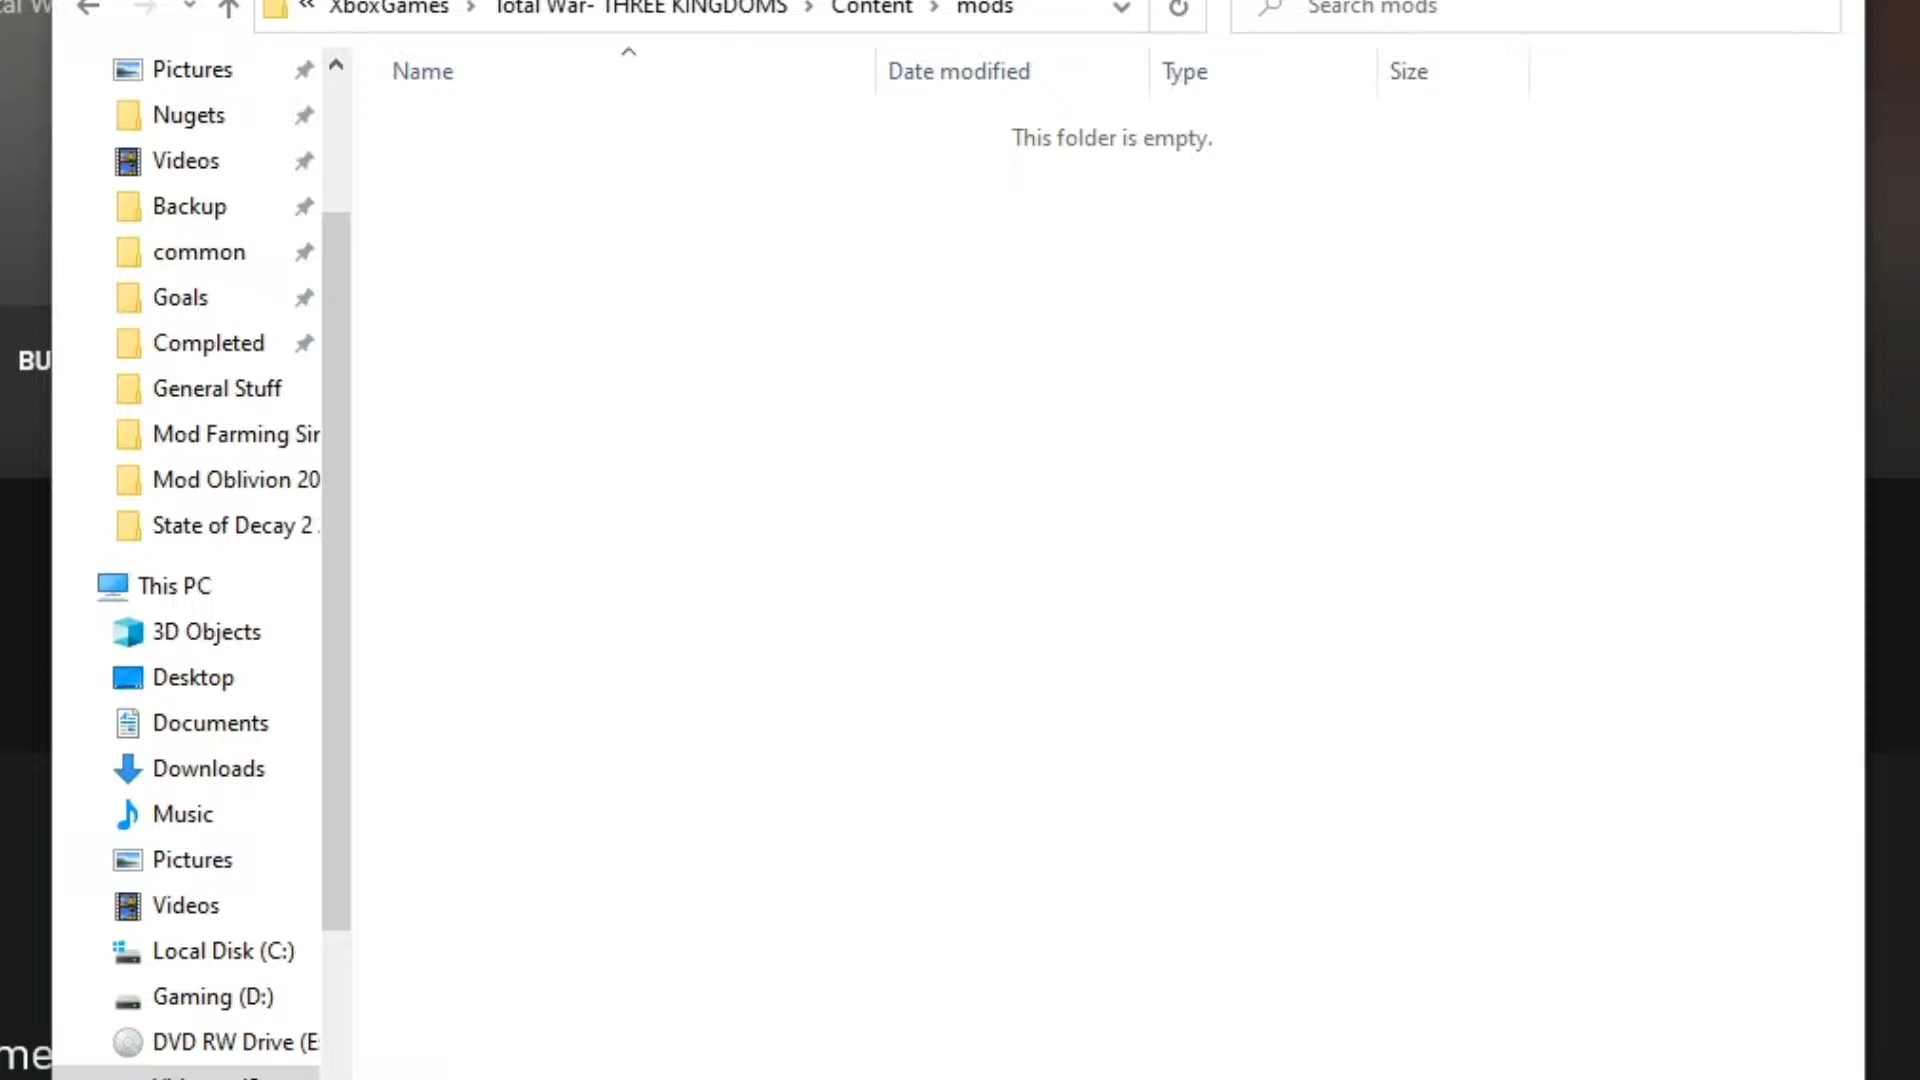 « XboxGames > Total War- THREE KINGDOMS > Content > mods
Search mods
Name
Date modified
Type
Size
This folder is empty.
Pictures
Nugets
Videos
Backup
common
Goals
Completed
General Stuff
Mod Farming Sir
Mod Oblivion 20
State of Decay 2 .
This PC
3D Objects
Desktop
Documents
Downloads
Music
Pictures
Videos
Local Disk (C:)
Gaming (D:)
DVD RW Drive (E
BU
me